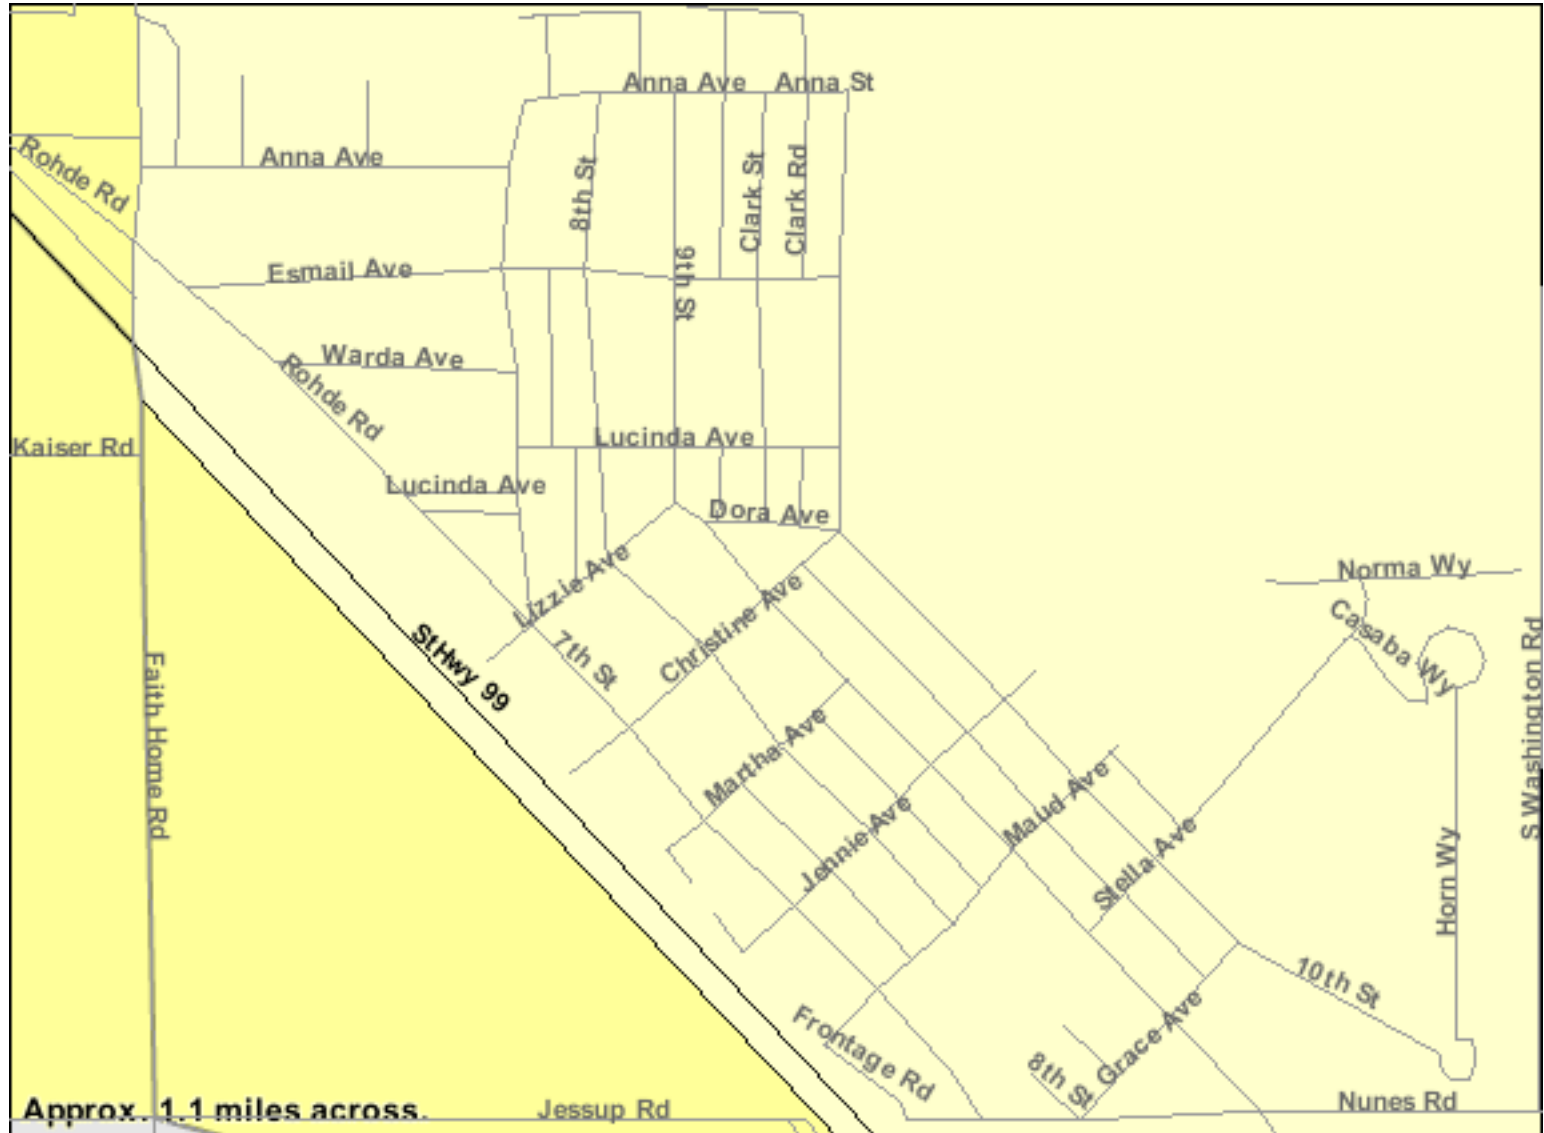 Anna Ave
Anna St
Rohde Rd
Anna Ave
8th St
Clark St
Clark Rd
9th St
Esmail Ave
Warda Ave
Rohde Rd
Kaiser Rd
Lucinda Ave
Lucinda Ave
Dora Ave
Lizzie Ave
Norma Wy
Casaba Wy
Christine Ave
7th St
St Hwy 99
Faith Home Rd
S Washington Rd
Martha Ave
Jennie Ave
Maud Ave
Stella Ave
Horn Wy
10th St
Frontage Rd
Grace Ave
8th St
Nunes Rd
Approx. 1.1 miles across.
Jessup Rd